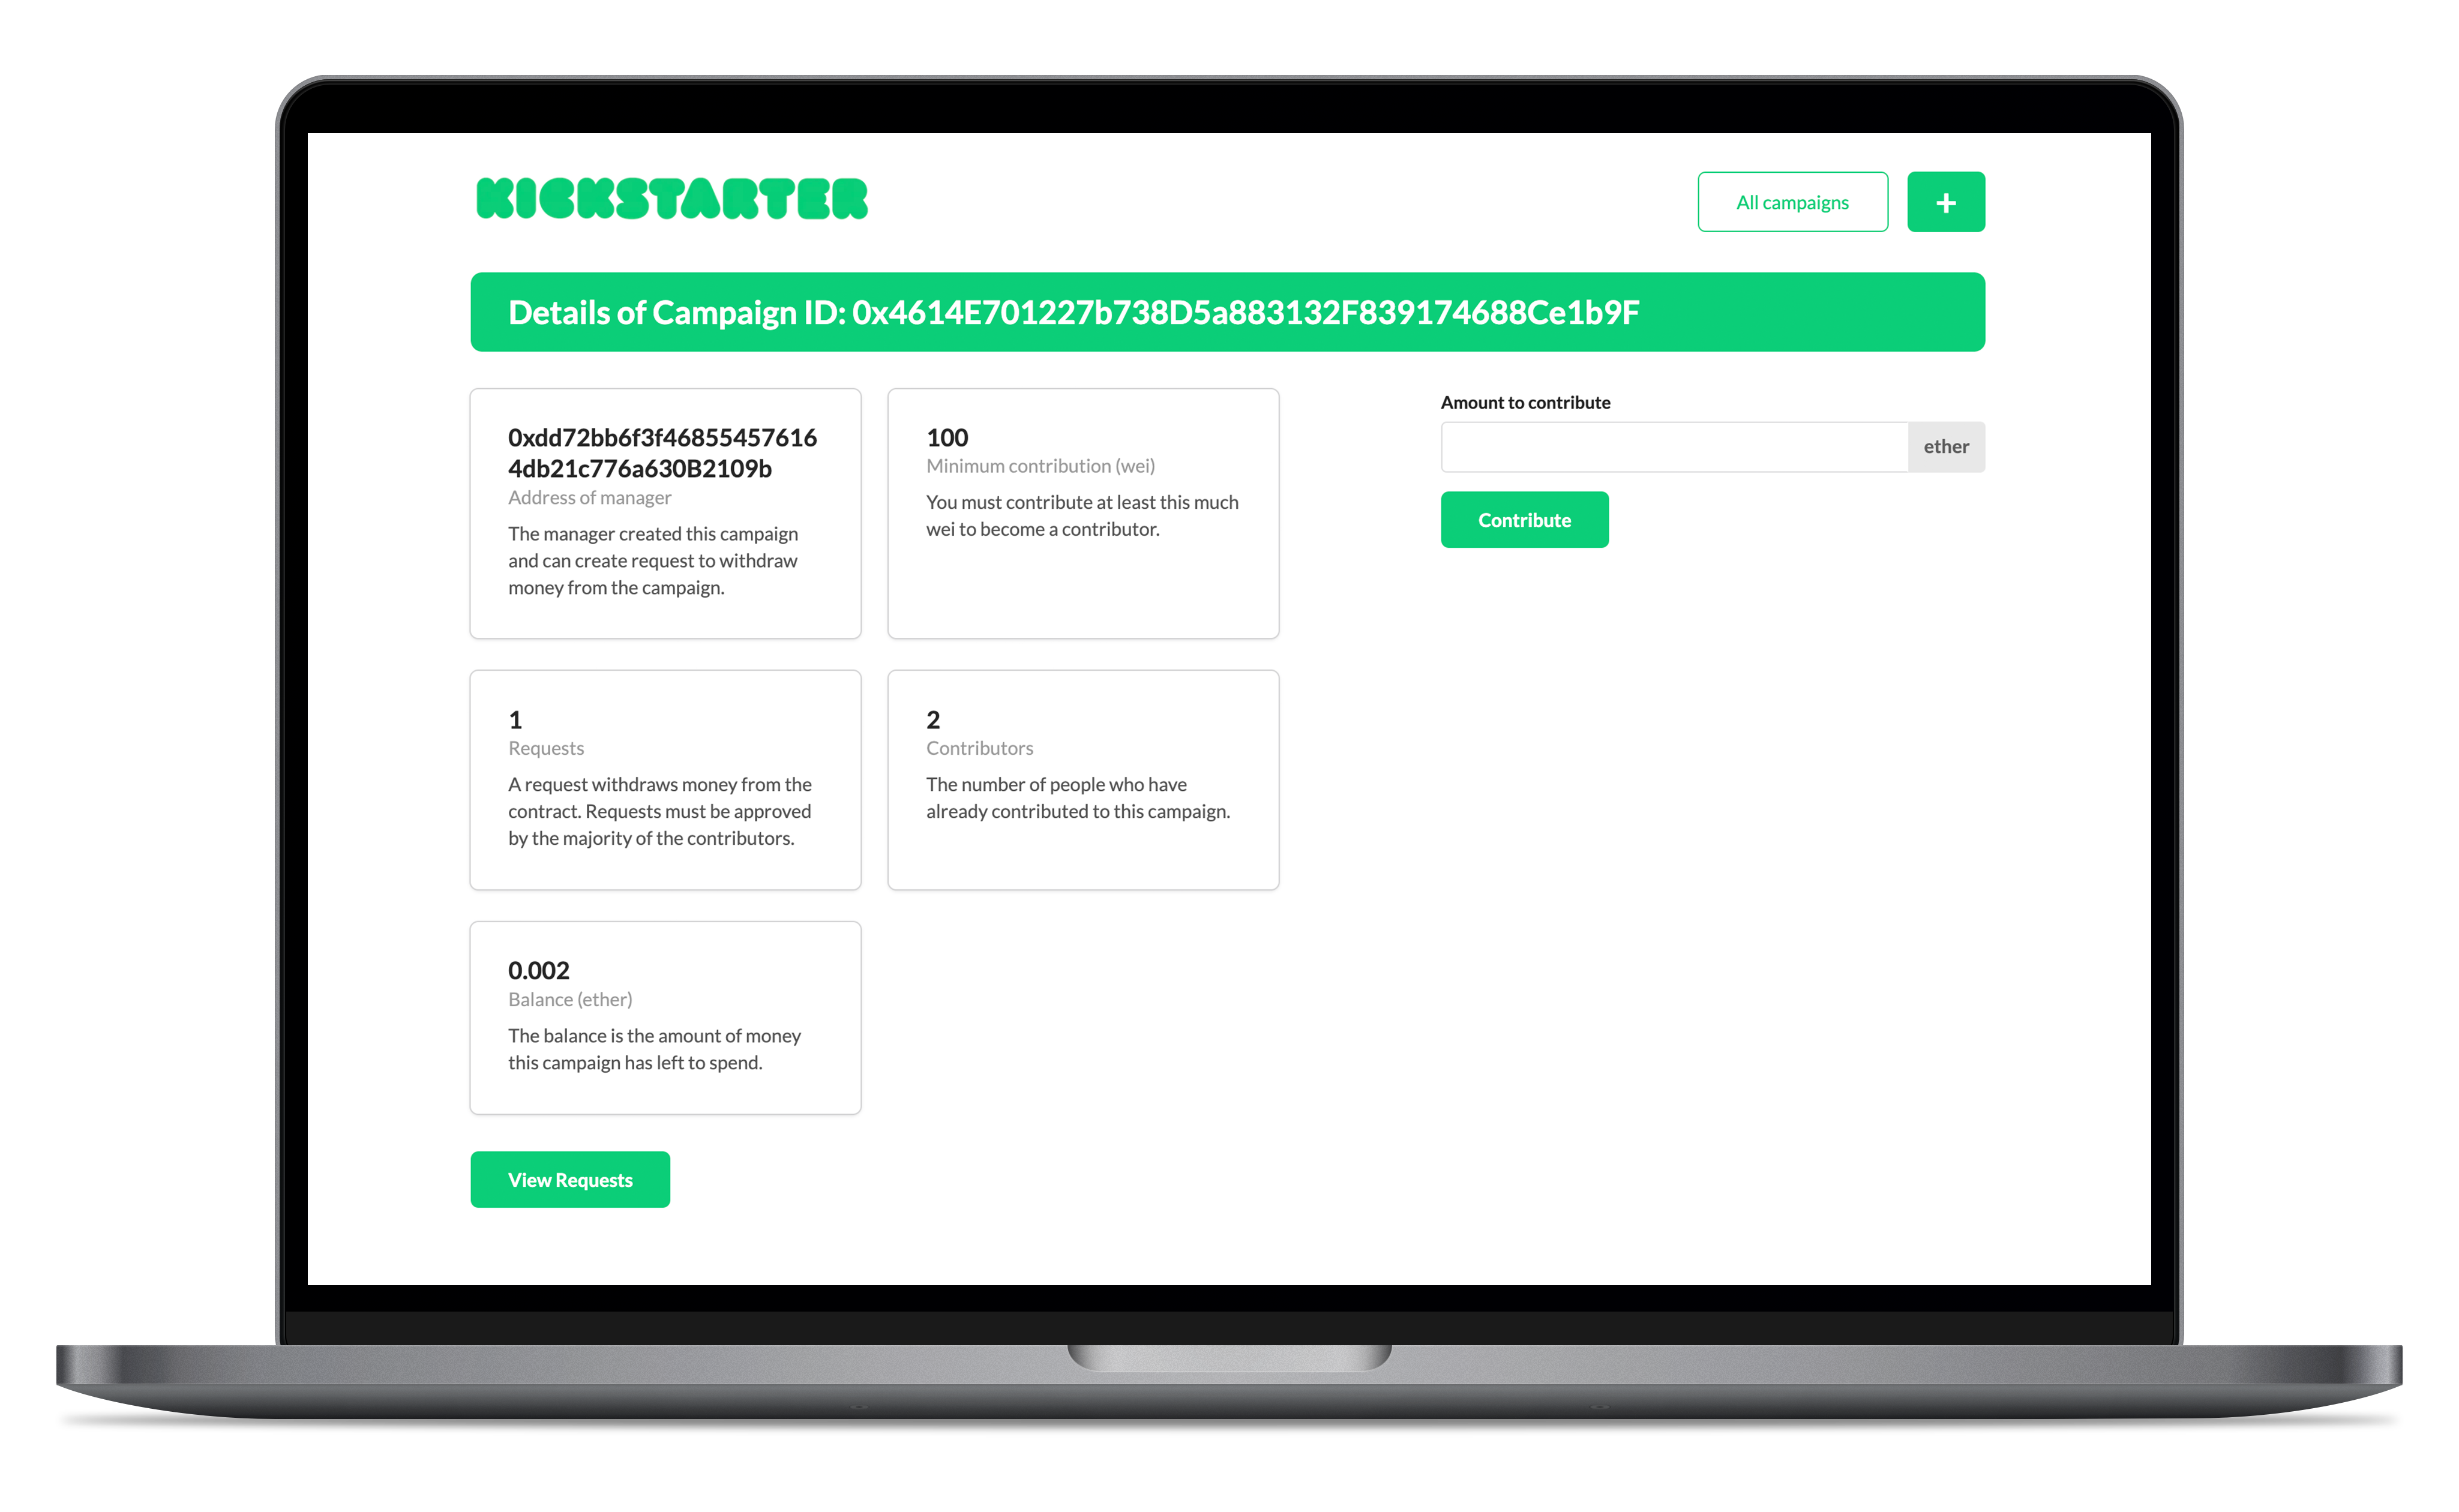 KICKSTARTER
All campaigns
+
Details of Campaign ID: 0x4614E701227b738D5a883132F839174688Ce1b9F
0xdd72bb6f3f46855457616
4db21c776a630B2109b
Address of manager
The manager created this campaign
and can create request to withdraw
money from the campaign.
100
Minimum contribution (wei)
You must contribute at least this much
wei to become a contributor.
Amount to contribute
ether
Contribute
1
Requests
A request withdraws money from the
contract. Requests must be approved
by the majority of the contributors.
2
Contributors
The number of people who have
already contributed to this campaign.
0.002
Balance (ether)
The balance is the amount of money
this campaign has left to spend.
View Requests